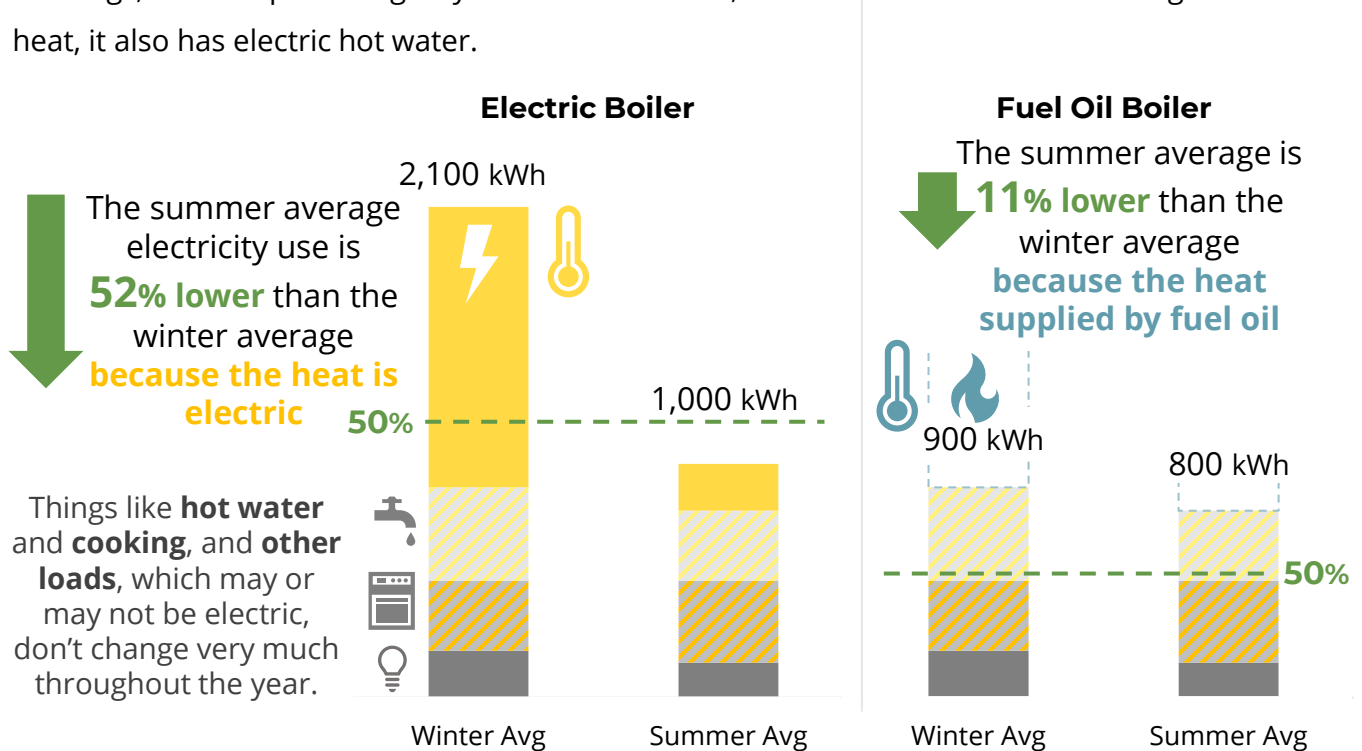 heat, it also has electric hot water.
Electric Boiler
2,100 kWh
The summer average
electricity use is
52% lower than the
winter average
because the heat is
electric
50%
1,000 kWh
Things like hot water
and cooking, and other
loads, which may or
may not be electric,
don’t change very much
throughout the year.
Winter Avg
Summer Avg
Fuel Oil Boiler
The summer average is
11% lower than the
winter average
because the heat
supplied by fuel oil
900 kWh
800 kWh
50%
Winter Avg
Summer Avg